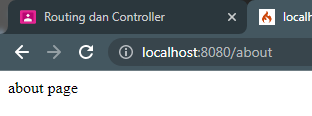 Routing dan Controller
localh
localhost:8080/about
about page